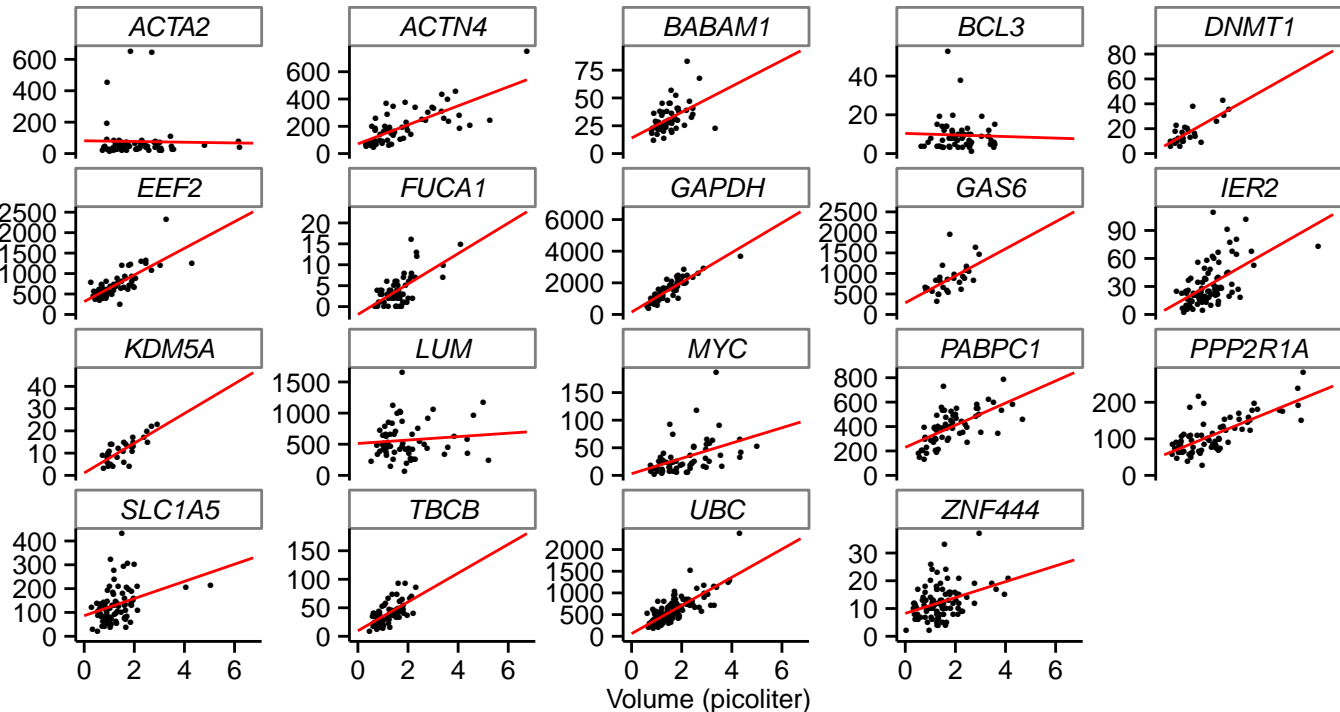 ACTA2 ACTN4 BABAM1 BCL3 DNMT1
600 400 200 0
600 400 200 0
75 50 25 0
40 20 0
80 60 40 20 0
EEF2 FUCA1 GAPDH GAS6 IER2
2500 2000 1500 1000 500 0
20 15 10 5 0
6000 4000 2000 0
2500 2000 1500 1000 500 0
90 60 30 0
KDM5A LUM MYC PABPC1 PPP2R1A
40 30 20 10 0
1500 1000 500 0
150 100 50 0
800 600 400 200 0
200 100 0
SLC1A5 TBCB UBC ZNF444
400 300 200 100 0
150 100 50 0
2000 1500 1000 500 0
30 20 10 0
0 2 4 6 0 2 4 6 0 2 4 6 0 2 4 6
Volume (picoliter)